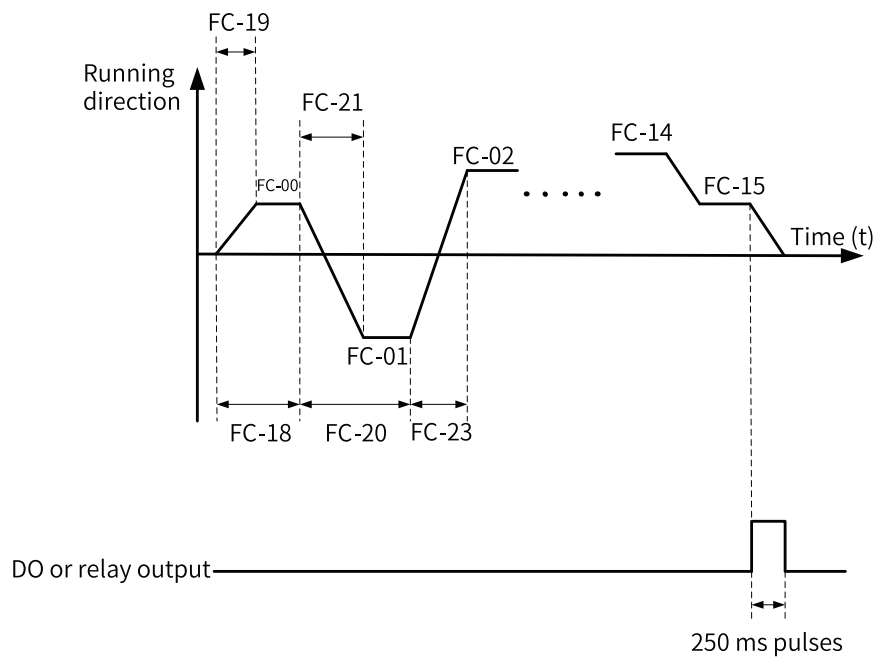 FC-19
Running
direction
FC-21
FC-00
FC-02
FC-14
FC-15
Time (t)
FC-01
FC-18
FC-20
FC-23
DO or relay output
250 ms pulses